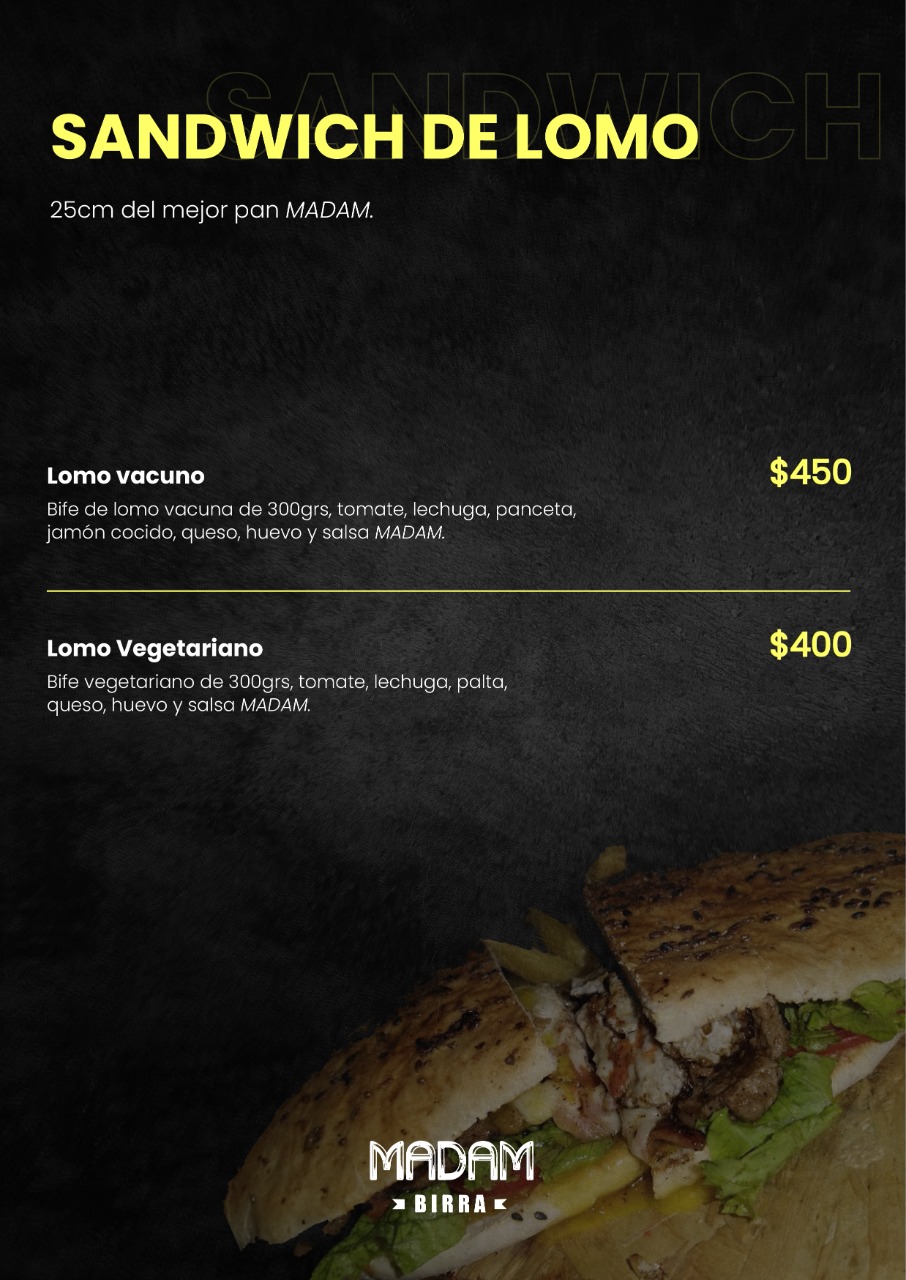 SANDWICH
SANDWICH DE LOMO
25cm del mejor pan MADAM.
Lomo vacuno
$450
Bife de lomo vacuna de 300grs, tomate, lechuga, panceta,
jamón cocido, queso, huevo y salsa MADAM.
Lomo Vegetariano
$400
Bife vegetariano de 300grs, tomate, lechuga, palta,
queso, huevo y salsa MADAM.
MADAM
BIRRA